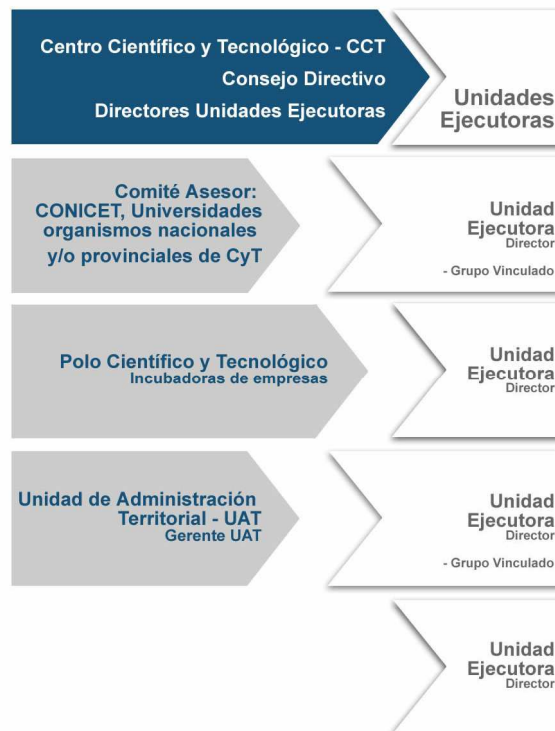 Centro Científico y Tecnológico - CCT
Consejo Directivo
Directores Unidades Ejecutoras
Unidades
Ejecutoras
Comité Asesor:
CONICET, Universidades
organismos nacionales
y/o provinciales de CyT
Unidad
Ejecutora
Director
- Grupo Vinculado
Polo Científico y Tecnológico
Incubadoras de empresas
Unidad
Ejecutora
Director
Unidad de Administración
Territorial - UAT
Gerente UAT
Unidad
Ejecutora
Director
- Grupo Vinculado
Unidad
Ejecutora
Director